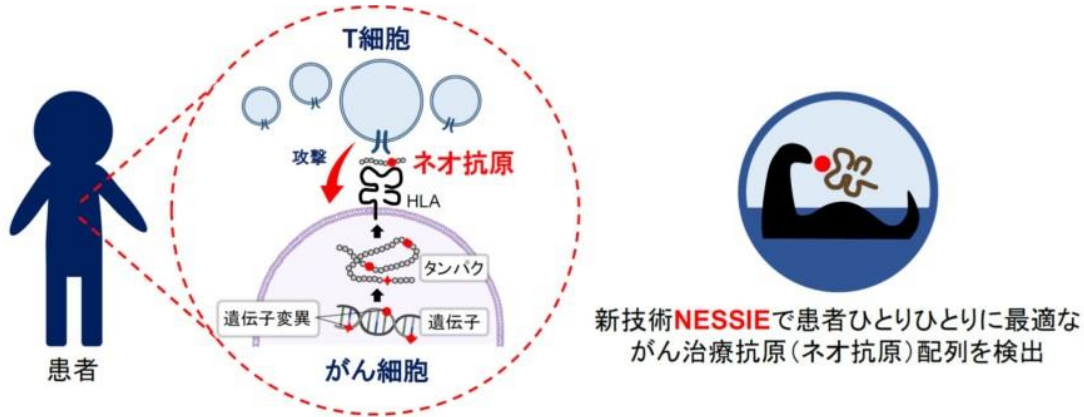 T細胞
攻撃
ネオ抗原
HLA
タンパク
遺伝子変異
遺伝子
がん細胞
患者
新技術NESSIEで患者ひとりひとりに最適な
がん治療抗原（ネオ抗原）配列を検出